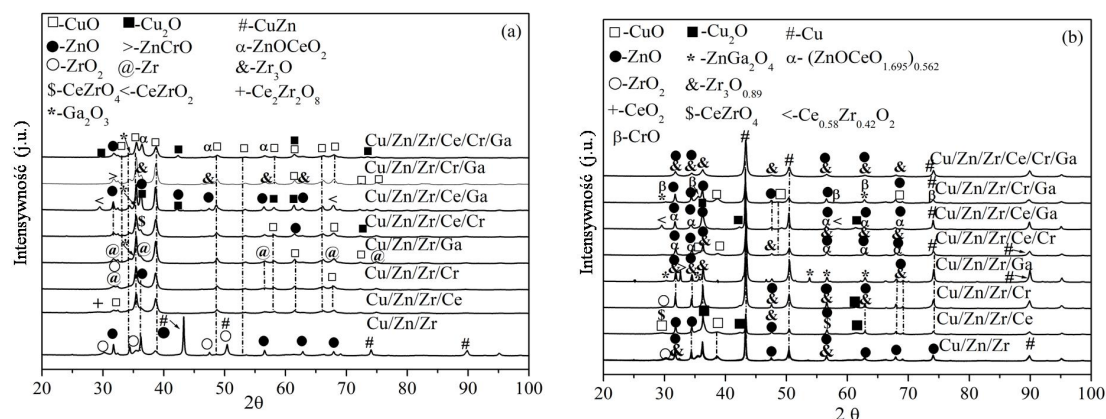 □-CuO ■-Cu₂O #-CuZn (a)
●-ZnO >-ZnCrO α-ZnOCeO₂
○-ZrO₂ @-Zr &-Zr₃O
$-CeZrO₄ <-CeZrO₂ +-Ce₂Zr₂O₈
*-Ga₂O₃
Cu/Zn/Zr/Ce/Cr/Ga
Cu/Zn/Zr/Cr/Ga
Cu/Zn/Zr/Ce/Ga
Cu/Zn/Zr/Ce/Cr
Cu/Zn/Zr/Ga
Cu/Zn/Zr/Cr
Cu/Zn/Zr/Ce
Cu/Zn/Zr
Intensywność (j.u.)
20 30 40 50 60 70 80 90 100
2θ
□-CuO ■-Cu₂O #-Cu (b)
●-ZnO *-ZnGa₂O₄ α- (ZnOCeO₁.₆₉₅)₀.₅₆₂
○-ZrO₂ &-Zr₃O₀.₈₉
+-CeO₂ $-CeZrO₄ <-Ce₀.₅₈Zr₀.₄₂O₂
β-CrO
Cu/Zn/Zr/Ce/Cr/Ga
Cu/Zn/Zr/Cr/Ga
Cu/Zn/Zr/Ce/Ga
Cu/Zn/Zr/Ce/Cr
Cu/Zn/Zr/Ga
Cu/Zn/Zr/Cr
Cu/Zn/Zr/Ce
Cu/Zn/Zr
Intensywność (j.u.)
20 30 40 50 60 70 80 90 100
2 θ